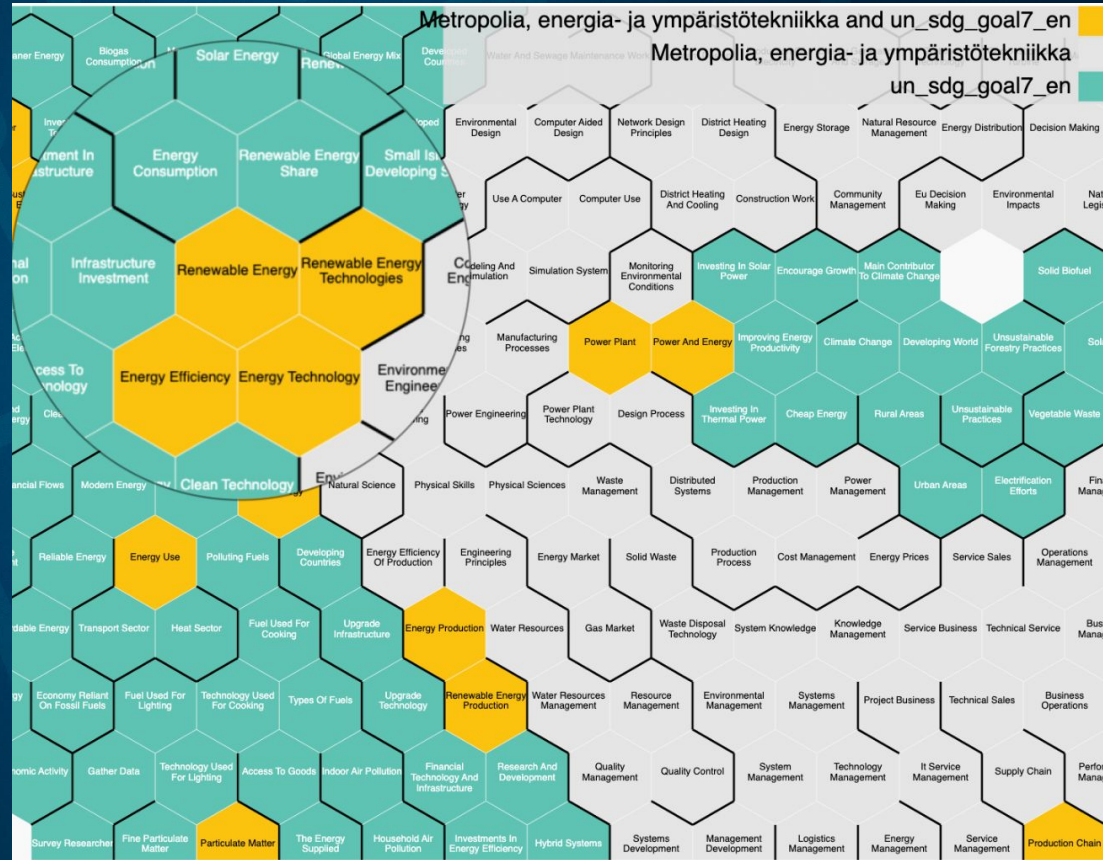 Metropolia, energia- ja ympäristötekniikka and un_sdg_goal7_en
Metropolia, energia- ja ympäristötekniikka
un_sdg_goal7_en
Biogas
Consumption
Solar Energy
Global Energy Mix
Water And Sewage Maintenance Work
Energy
Consumption
Renewable Energy
Share
Environmental
Design
Computer Aided
Design
Network Design
Principles
District Heating
Design
Energy Storage
Natural Resource
Management
Energy Distribution
Decision Making
Use A Computer
Computer Use
District Heating
And Cooling
Construction Work
Community
Management
Eu Decision
Making
Environmental
Impacts
Infrastructure
Investment
Renewable Energy
Renewable Energy
Technologies
Simulation System
Monitoring
Environmental
Conditions
Investing In Solar
Power
Encourage Growth
Main Contributor
To Climate Change
Solid Biofuel
Energy Efficiency
Energy Technology
Manufacturing
Processes
Power Plant
Power And Energy
Improving Energy
Productivity
Climate Change
Developing World
Unsustainable
Forestry Practices
Power Engineering
Power Plant
Technology
Design Process
Investing In
Thermal Power
Cheap Energy
Rural Areas
Unsustainable
Practices
Vegetable Waste
Modern Energy
Clean Technology
Natural Science
Physical Skills
Physical Sciences
Waste
Management
Distributed
Systems
Production
Management
Power
Management
Urban Areas
Electrification
Efforts
Reliable Energy
Energy Use
Polluting Fuels
Developing
Countries
Energy Efficiency
Of Production
Engineering
Principles
Energy Market
Solid Waste
Production
Process
Cost Management
Energy Prices
Service Sales
Operations
Management
Transport Sector
Heat Sector
Fuel Used For
Cooking
Upgrade
Infrastructure
Energy Production
Water Resources
Gas Market
Waste Disposal
Technology
System Knowledge
Knowledge
Management
Service Business
Technical Service
Economy Reliant
On Fossil Fuels
Fuel Used For
Lighting
Technology Used
For Cooking
Types Of Fuels
Upgrade
Technology
Renewable Energy
Production
Water Resources
Management
Resource
Management
Environmental
Management
Systems
Management
Project Business
Technical Sales
Business
Operations
Gather Data
Technology Used
For Lighting
Access To Goods
Indoor Air Pollution
Financial
Technology And
Infrastructure
Research And
Development
Quality
Management
Quality Control
System
Management
Technology
Management
It Service
Management
Supply Chain
Survey Researcher
Fine Particulate
Matter
Particulate Matter
The Energy
Supplied
Household Air
Pollution
Investments In
Energy Efficiency
Hybrid Systems
Systems
Development
Management
Development
Logistics
Management
Energy
Management
Service
Management
Production Chain